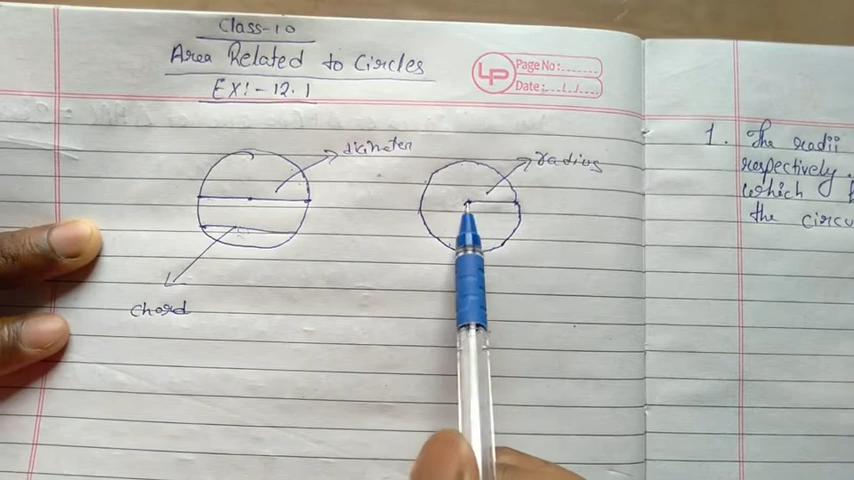 Class-10
Area Related to Circles
EX:-12.1
LP
Page No:
Date:
diameter
radius
chord
1. The radii
respectively.
which
the circu